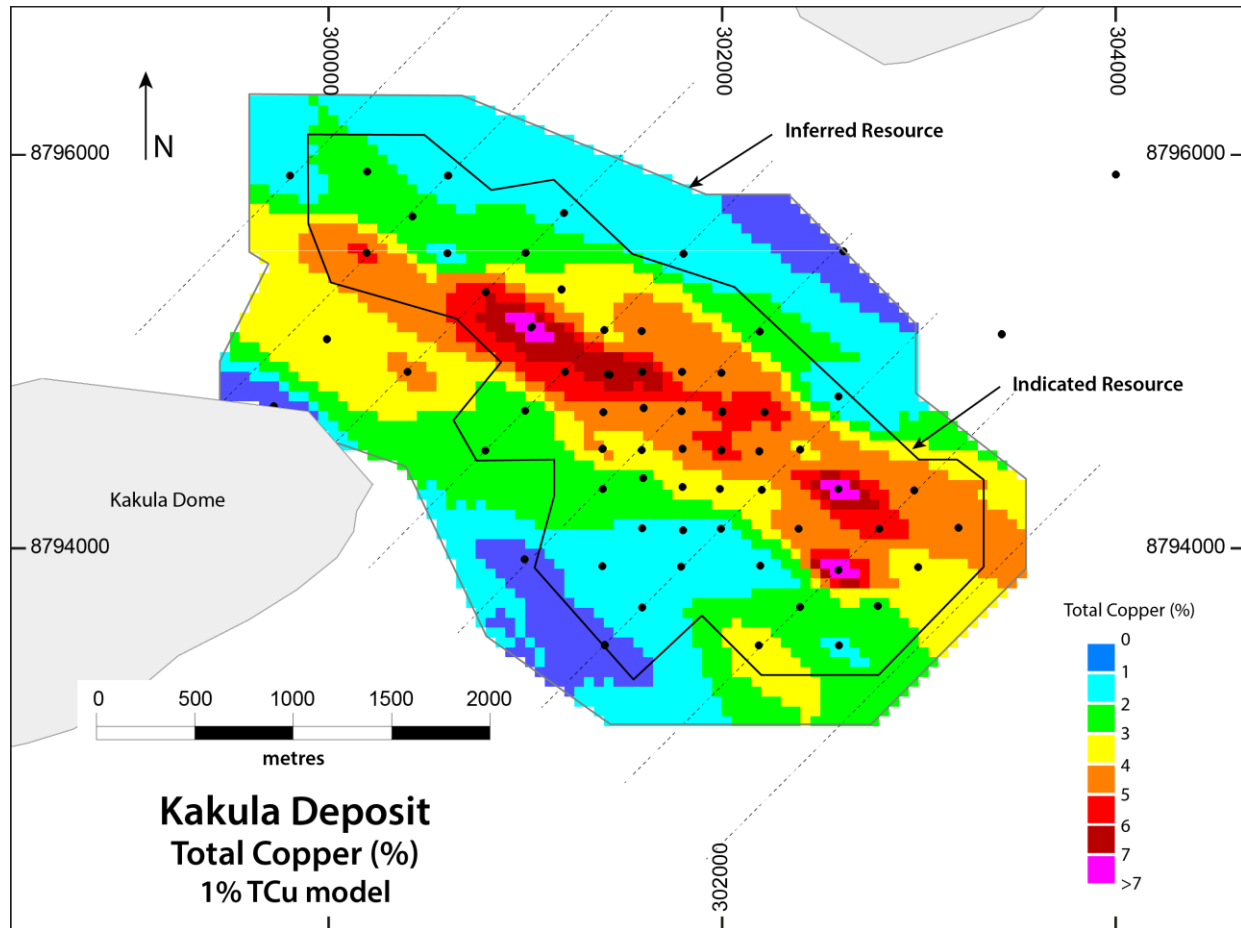 300000
302000
304000
8796000
8796000
N
Inferred Resource
Indicated Resource
Kakula Dome
8794000
8794000
Total Copper (%)
0
1
2
3
4
5
6
7
>7
0
500
1000
1500
2000
metres
Kakula Deposit
Total Copper (%)
1% TCu model
302000